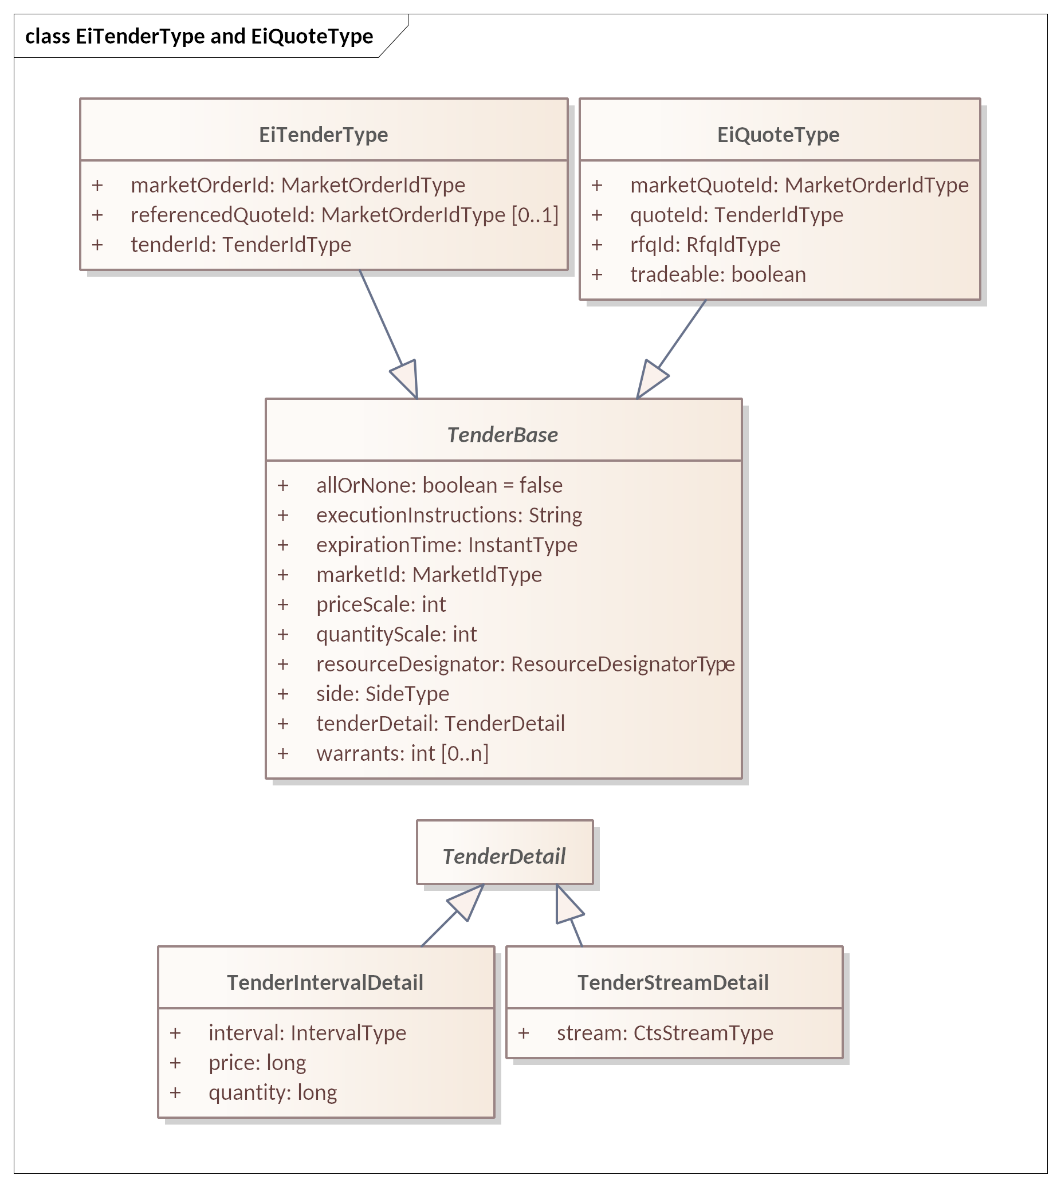 class EiTenderType and EiQuoteType
EiTenderType
+ marketOrderId: MarketOrderIdType
+ referencedQuoteId: MarketOrderIdType [0..1]
+ tenderId: TenderIdType
EiQuoteType
+ marketQuoteId: MarketOrderIdType
+ quoteId: TenderIdType
+ rfqId: RfqIdType
+ tradeable: boolean
TenderBase
+ allOrNone: boolean = false
+ executionInstructions: String
+ expirationTime: InstantType
+ marketId: MarketIdType
+ priceScale: int
+ quantityScale: int
+ resourceDesignator: ResourceDesignatorType
+ side: SideType
+ tenderDetail: TenderDetail
+ warrants: int [0..n]
TenderDetail
TenderIntervalDetail
+ interval: IntervalType
+ price: long
+ quantity: long
TenderStreamDetail
+ stream: CtsStreamType